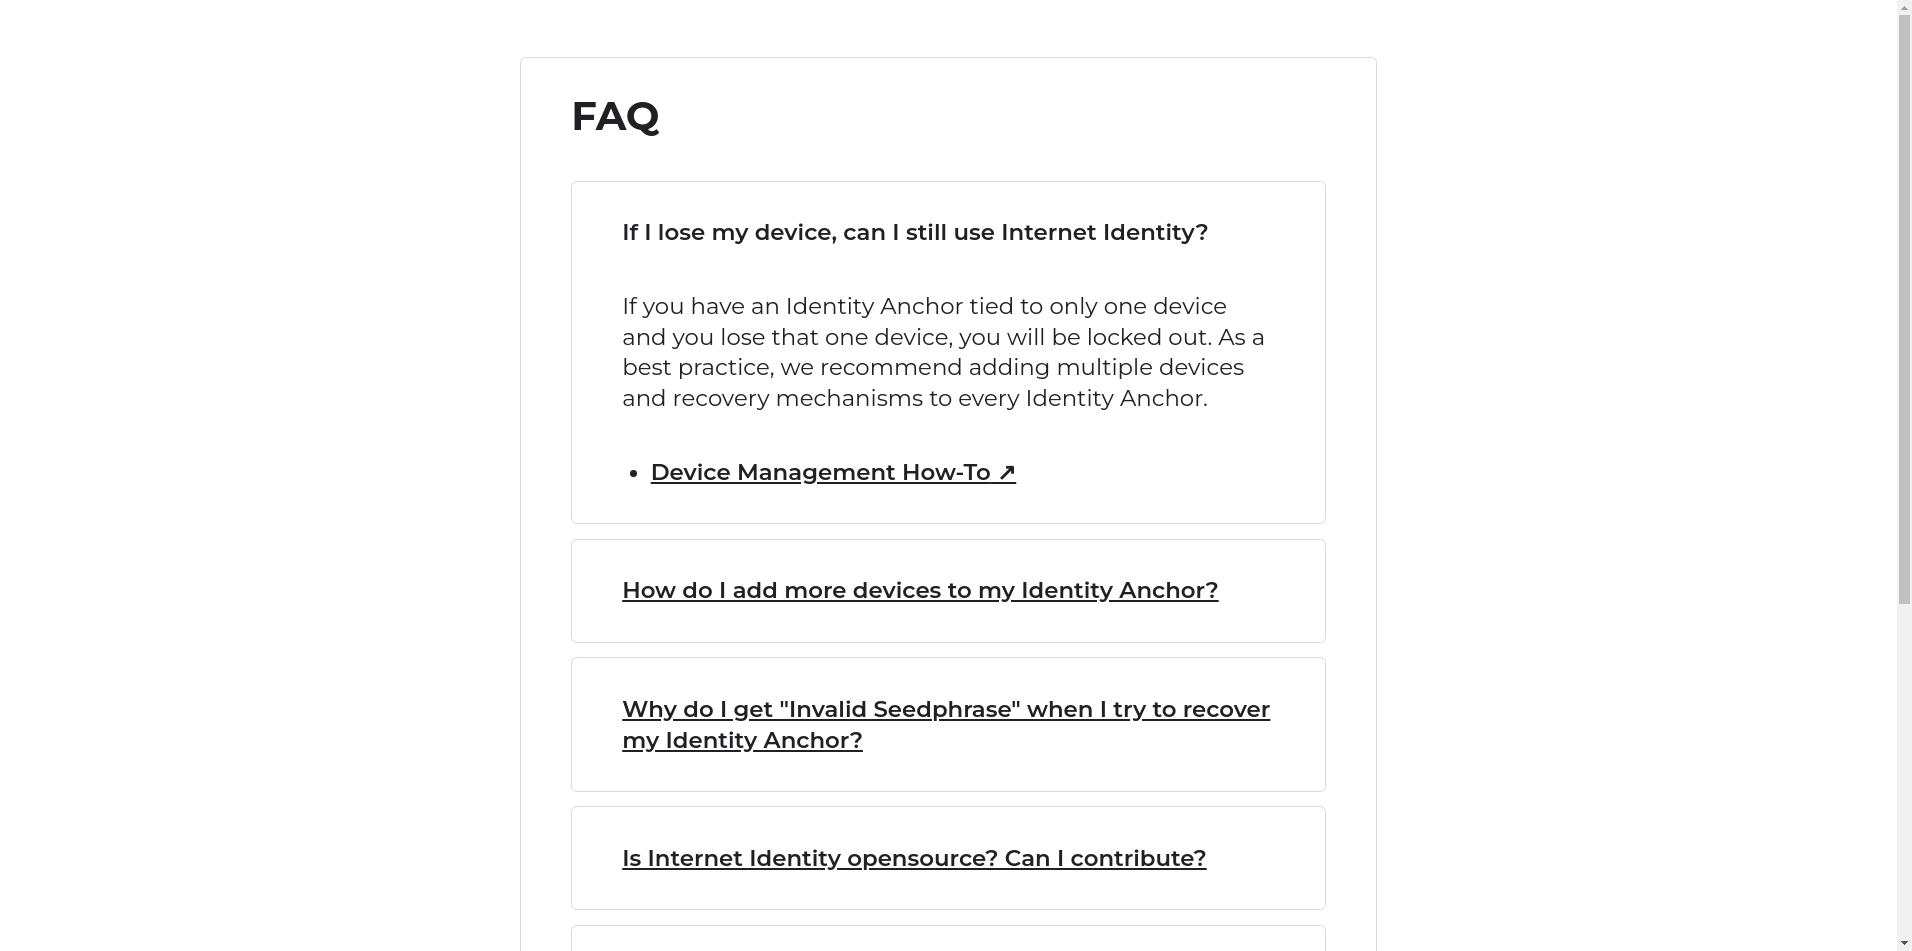 FAQ
If I lose my device, can I still use Internet Identity?
If you have an Identity Anchor tied to only one device
and you lose that one device, you will be locked out. As a
best practice, we recommend adding multiple devices
and recovery mechanisms to every Identity Anchor.
• Device Management How-To ↗
How do I add more devices to my Identity Anchor?
Why do I get "Invalid Seedphrase" when I try to recover
my Identity Anchor?
Is Internet Identity opensource? Can I contribute?